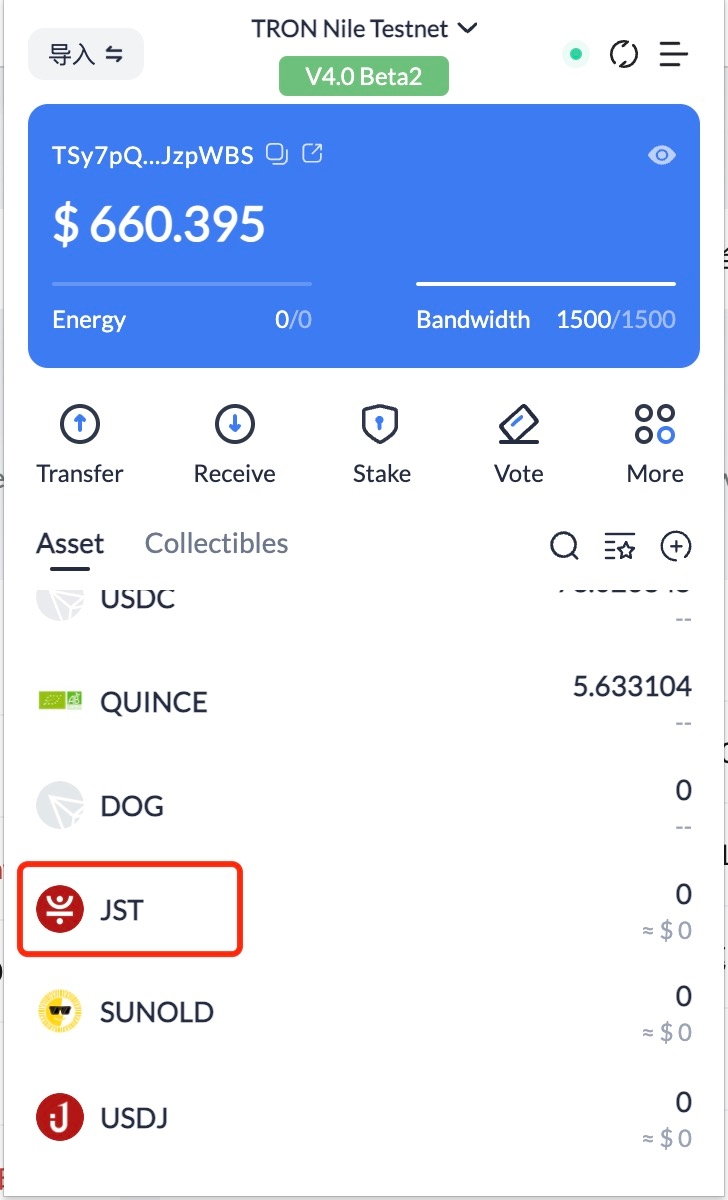 TRON Nile Testnet
导入
V4.0 Beta2
TSy7pQ...JzpWBS
$ 660.395
Energy 0/0 Bandwidth 1500/1500
Transfer Receive Stake Vote More
Asset Collectibles
USDC
--
QUINCE 5.633104
--
DOG 0
--
JST 0
≈ $ 0
SUNOLD 0
≈ $ 0
USDJ 0
≈ $ 0